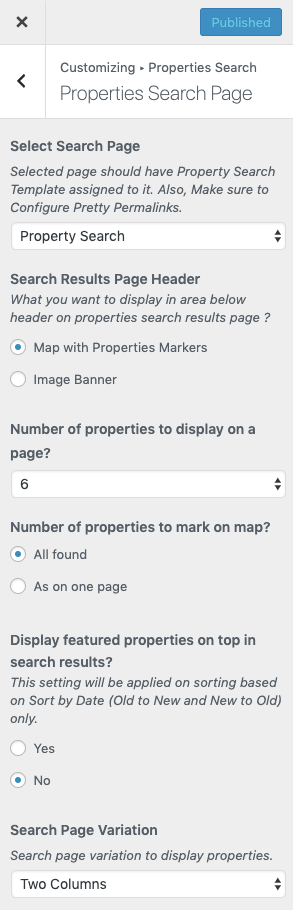 Published
Customizing ▸ Properties Search
Properties Search Page
Select Search Page
Selected page should have Property Search
Template assigned to it. Also, Make sure to
Configure Pretty Permalinks.
Property Search
Search Results Page Header
What you want to display in area below
header on properties search results page ?
Map with Properties Markers
Image Banner
Number of properties to display on a
page?
6
Number of properties to mark on map?
All found
As on one page
Display featured properties on top in
search results?
This setting will be applied on sorting based
on Sort by Date (Old to New and New to Old)
only.
Yes
No
Search Page Variation
Search page variation to display properties.
Two Columns